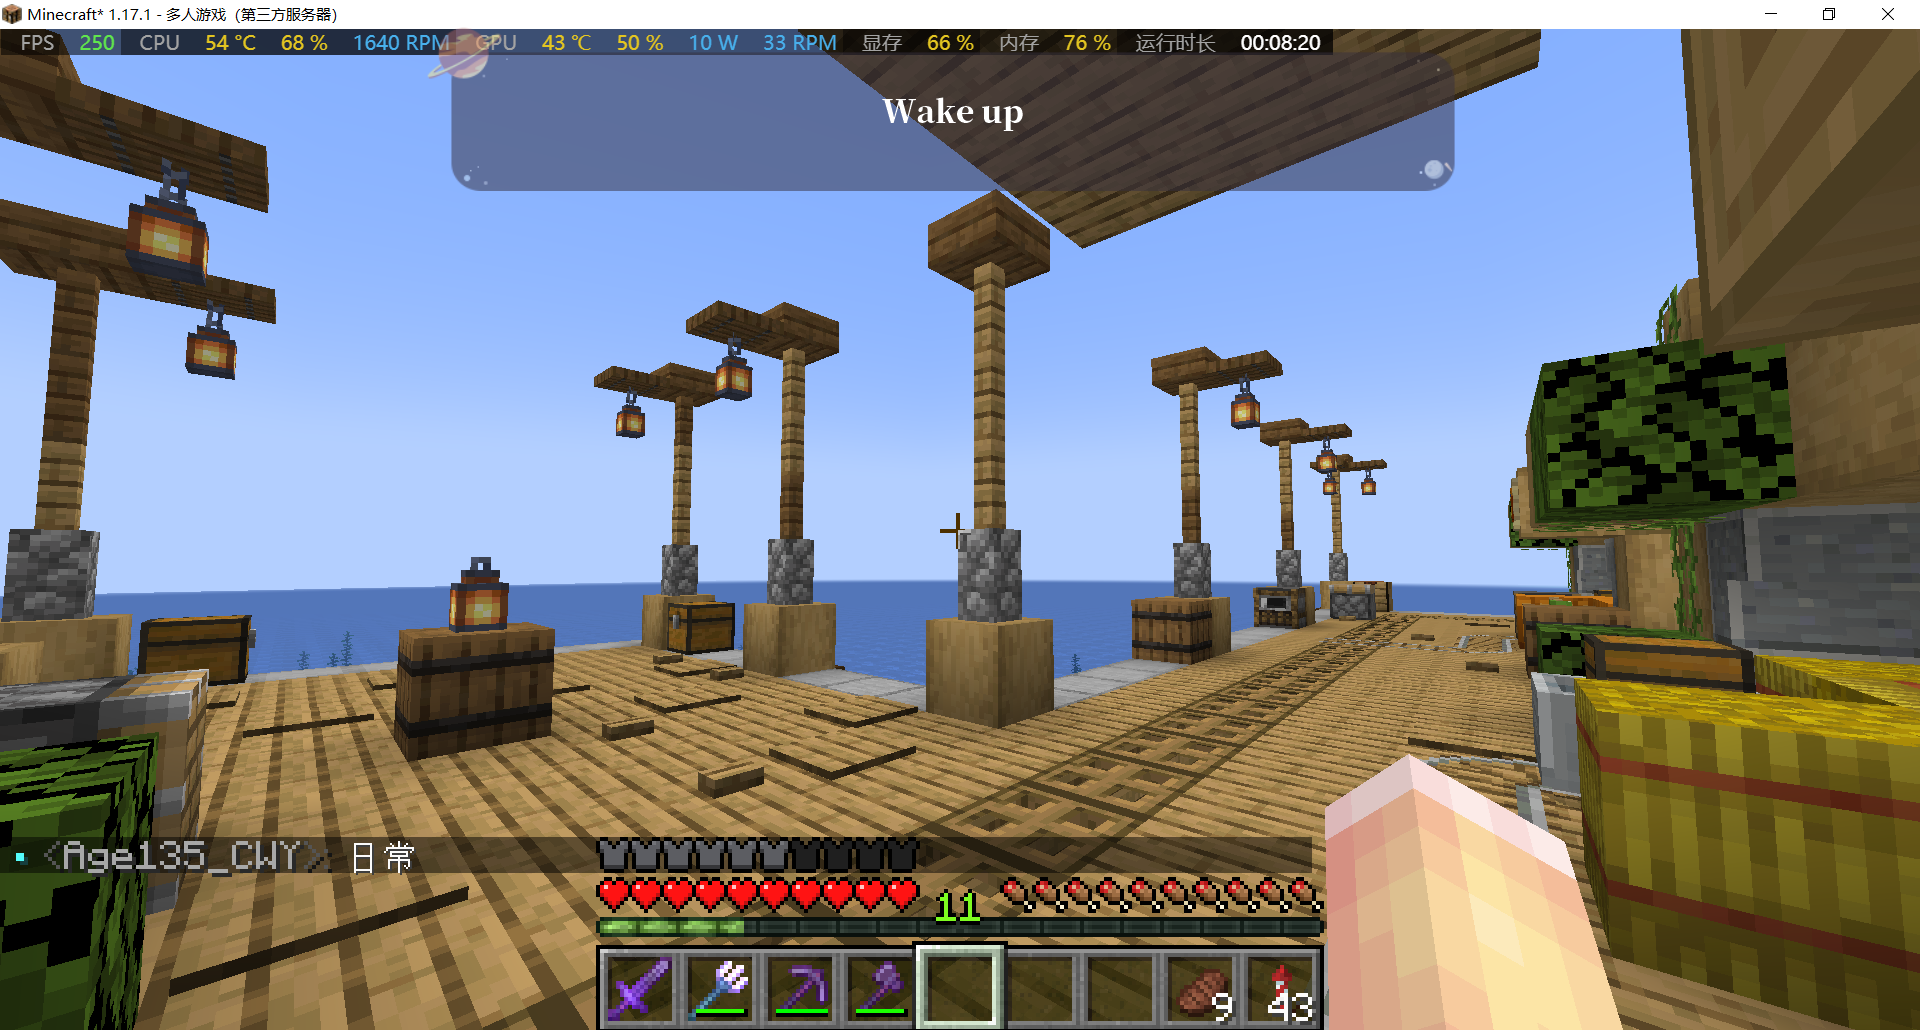 Minecraft* 1.17.1 - 多人游戏（第三方服务器）
FPS 250 CPU 54 °C 68 % 1640 RPM GPU 43 °C 50 % 10 W 33 RPM 显存 66 % 内存 76 % 运行时长 00:08:20
Wake up
<Age135_CWY> 日常
11
9 43